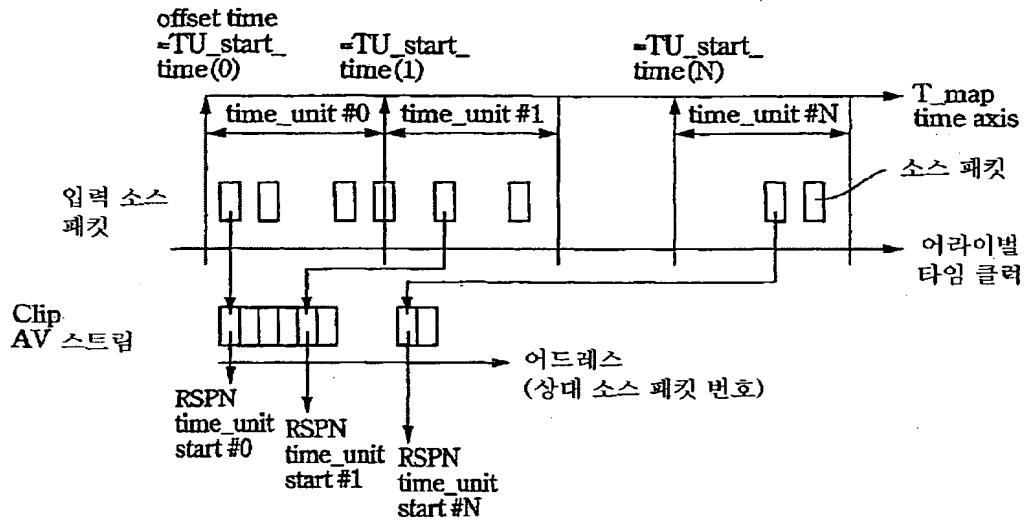 offset time
=TU_start_
time(0)
=TU_start_
time(1)
=TU_start_
time(N)
T_map
time axis
time_unit #0
time_unit #1
time_unit #N
입력 소스
패킷
소스 패킷
어라이벌
타임 클럭
Clip
AV 스트림
어드레스
(상대 소스 패킷 번호)
RSPN
time_unit
start #0
RSPN
time_unit
start #1
RSPN
time_unit
start #N